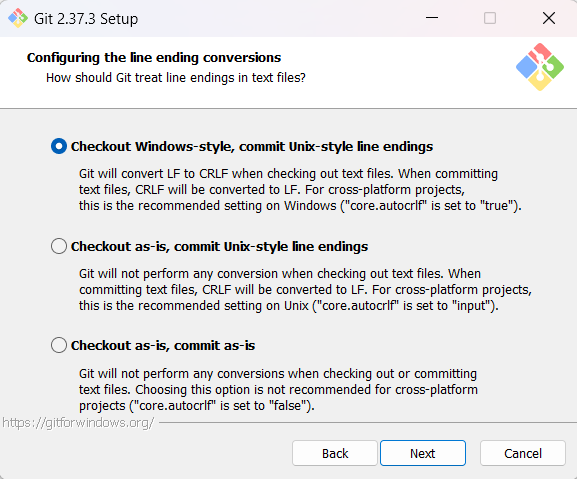 Git 2.37.3 Setup
Configuring the line ending conversions
How should Git treat line endings in text files?
Checkout Windows-style, commit Unix-style line endings
Git will convert LF to CRLF when checking out text files. When committing
text files, CRLF will be converted to LF. For cross-platform projects,
this is the recommended setting on Windows ("core.autocrlf" is set to "true").
Checkout as-is, commit Unix-style line endings
Git will not perform any conversion when checking out text files. When
committing text files, CRLF will be converted to LF. For cross-platform projects,
this is the recommended setting on Unix ("core.autocrlf" is set to "input").
Checkout as-is, commit as-is
Git will not perform any conversions when checking out or committing
text files. Choosing this option is not recommended for cross-platform
projects ("core.autocrlf" is set to "false").
https://gitforwindows.org/
Back Next Cancel